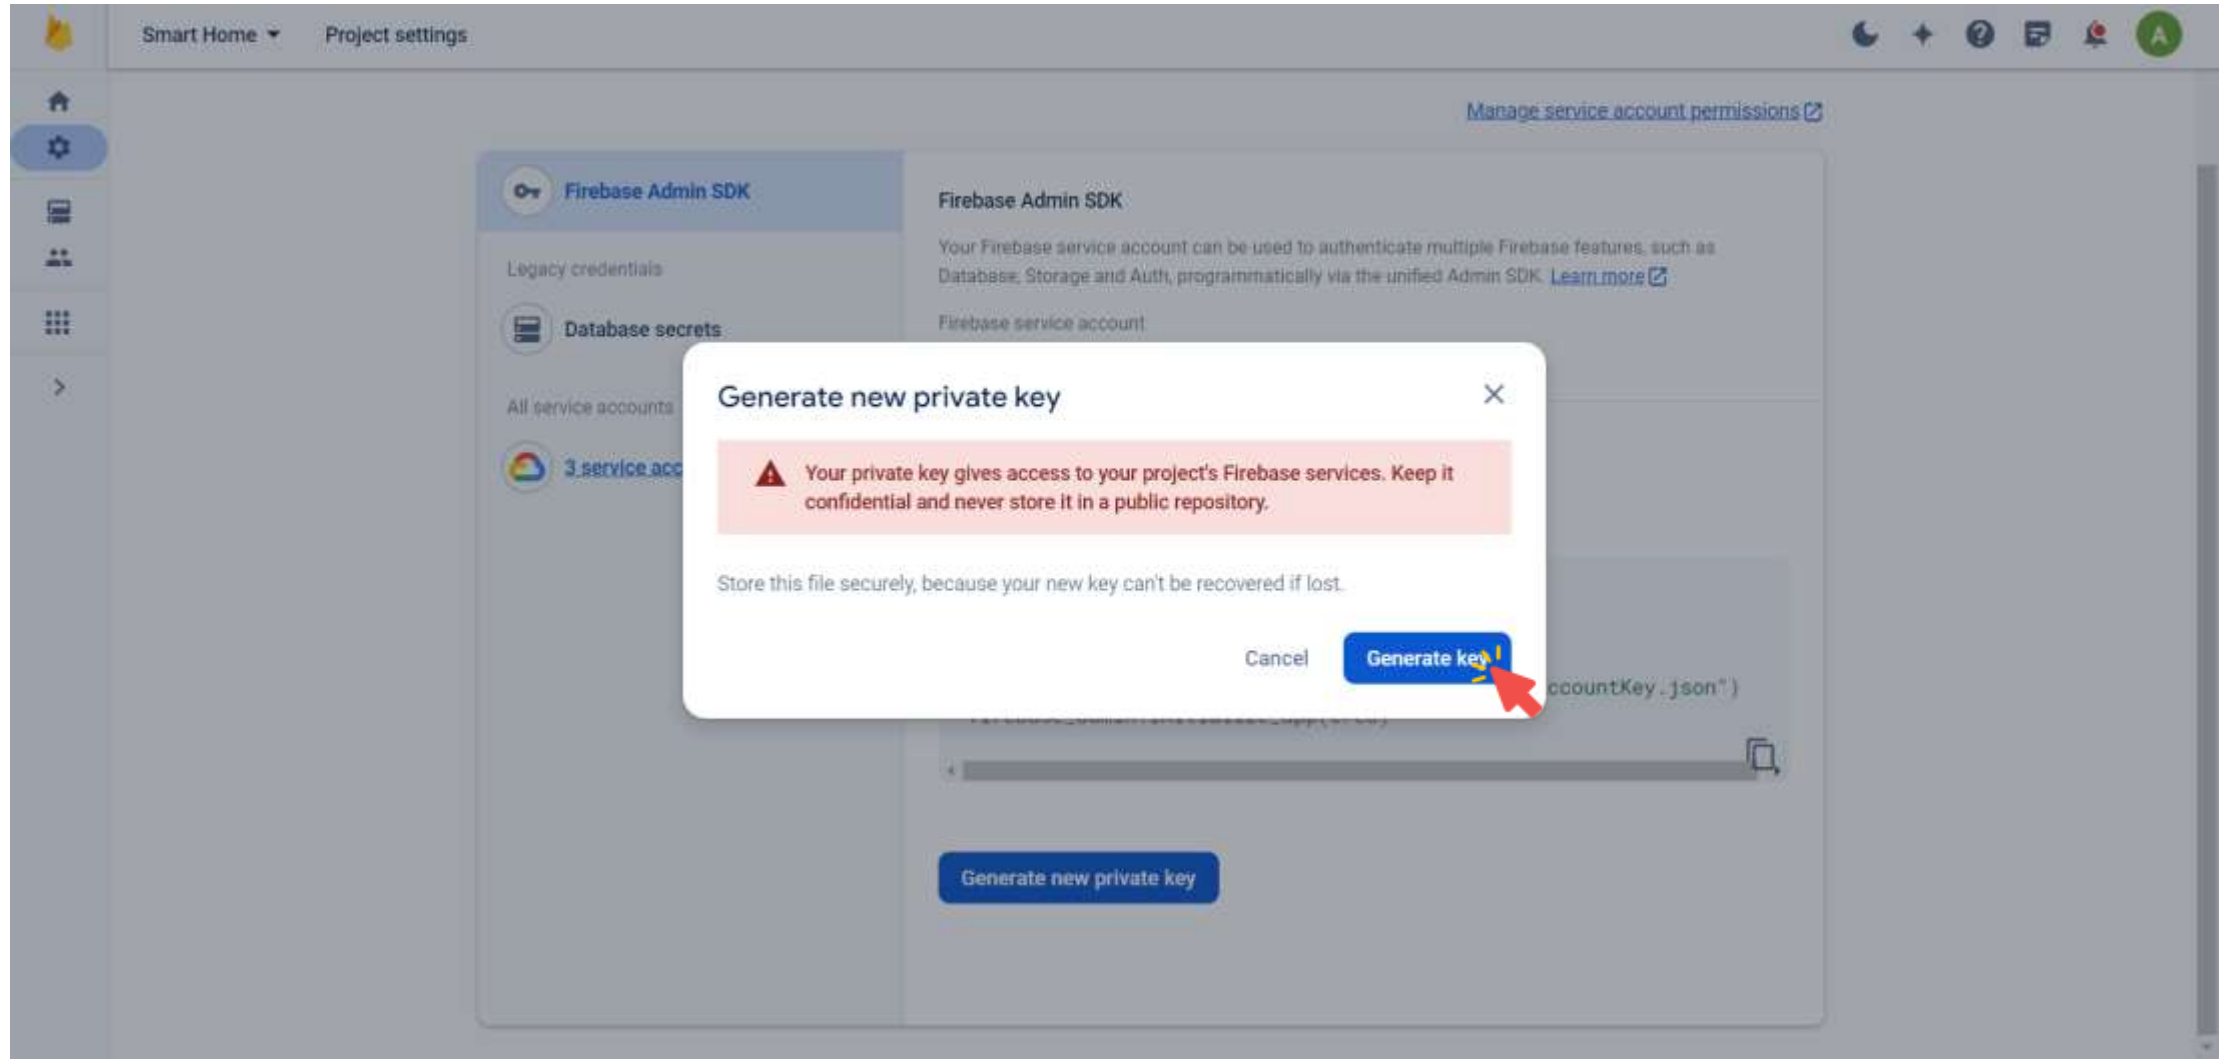 Smart Home Project settings
A
Manage service account permissions
Firebase Admin SDK
Legacy credentials
Database secrets
All service accounts
3 service acc
Firebase Admin SDK
Your Firebase service account can be used to authenticate multiple Firebase features, such as
Database, Storage and Auth, programmatically via the unified Admin SDK. Learn more
Firebase service account
Generate new private key
Your private key gives access to your project's Firebase services. Keep it
confidential and never store it in a public repository.
Store this file securely, because your new key can't be recovered if lost.
Cancel Generate key
ccountKey.json")
Generate new private key